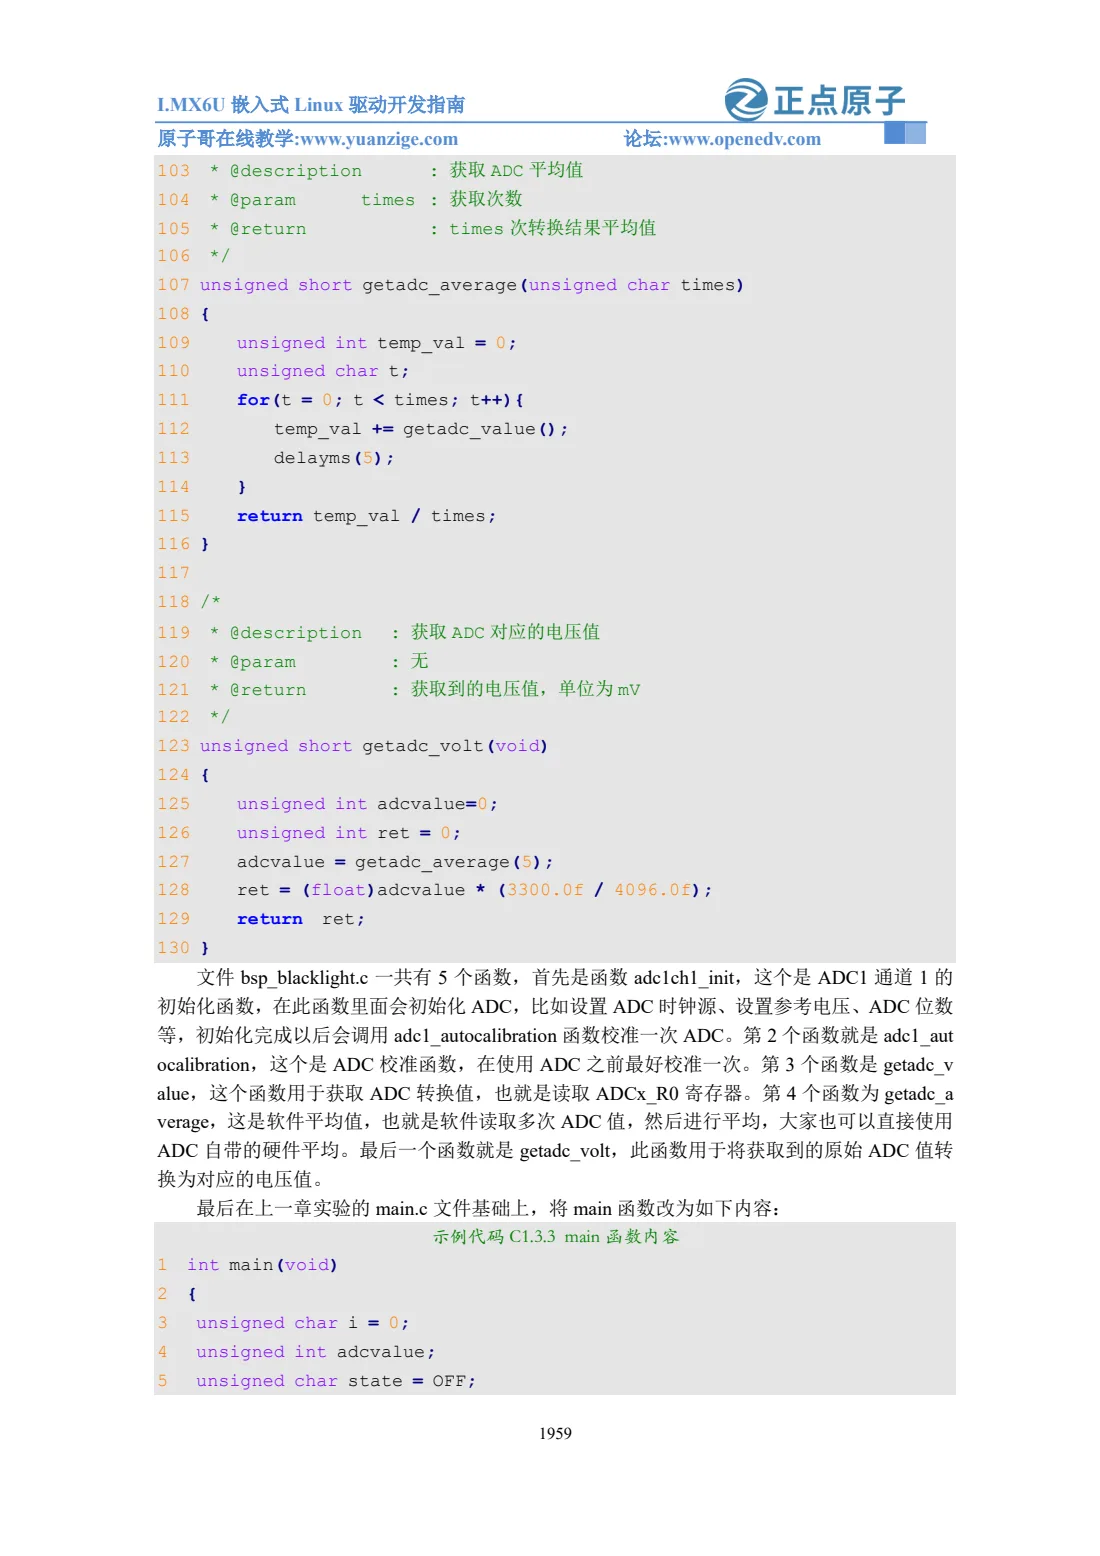 I.MX6U 嵌入式 Linux 驱动开发指南
正点原子
原子哥在线教学:www.yuanzige.com 论坛:www.openedv.com
103 * @description : 获取 ADC 平均值
104 * @param times : 获取次数
105 * @return : times 次转换结果平均值
106 */
107 unsigned short getadc_average(unsigned char times)
108 {
109 unsigned int temp_val = 0;
110 unsigned char t;
111 for(t = 0; t < times; t++){
112 temp_val += getadc_value();
113 delayms(5);
114 }
115 return temp_val / times;
116 }
117
118 /*
119 * @description : 获取 ADC 对应的电压值
120 * @param : 无
121 * @return : 获取到的电压值，单位为 mV
122 */
123 unsigned short getadc_volt(void)
124 {
125 unsigned int adcvalue=0;
126 unsigned int ret = 0;
127 adcvalue = getadc_average(5);
128 ret = (float)adcvalue * (3300.0f / 4096.0f);
129 return ret;
130 }
文件 bsp_blacklight.c 一共有 5 个函数，首先是函数 adc1ch1_init，这个是 ADC1 通道 1 的
初始化函数，在此函数里面会初始化 ADC，比如设置 ADC 时钟源、设置参考电压、ADC 位数
等，初始化完成以后会调用 adc1_autocalibration 函数校准一次 ADC。第 2 个函数就是 adc1_aut
ocalibration，这个是 ADC 校准函数，在使用 ADC 之前最好校准一次。第 3 个函数是 getadc_v
alue，这个函数用于获取 ADC 转换值，也就是读取 ADCx_R0 寄存器。第 4 个函数为 getadc_a
verage，这是软件平均值，也就是软件读取多次 ADC 值，然后进行平均，大家也可以直接使用
ADC 自带的硬件平均。最后一个函数就是 getadc_volt，此函数用于将获取到的原始 ADC 值转
换为对应的电压值。
最后在上一章实验的 main.c 文件基础上，将 main 函数改为如下内容：
示例代码 C1.3.3 main 函数内容
1 int main(void)
2 {
3 unsigned char i = 0;
4 unsigned int adcvalue;
5 unsigned char state = OFF;
1959